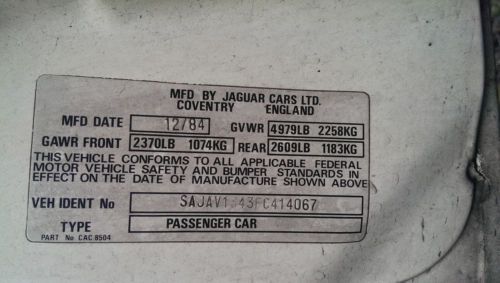 MFD BY JAGUAR CARS LTD.
COVENTRY ENGLAND
MFD DATE 12/84 GVWR 4979LB 2258KG
GAWR FRONT 2370LB 1074KG REAR 2609LB 1183KG
THIS VEHICLE CONFORMS TO ALL APPLICABLE FEDERAL
MOTOR VEHICLE SAFETY AND BUMPER STANDARDS IN
EFFECT ON THE DATE OF MANUFACTURE SHOWN ABOVE
VEH IDENT No
TYPE PASSENGER CAR
PART No CAC 8504